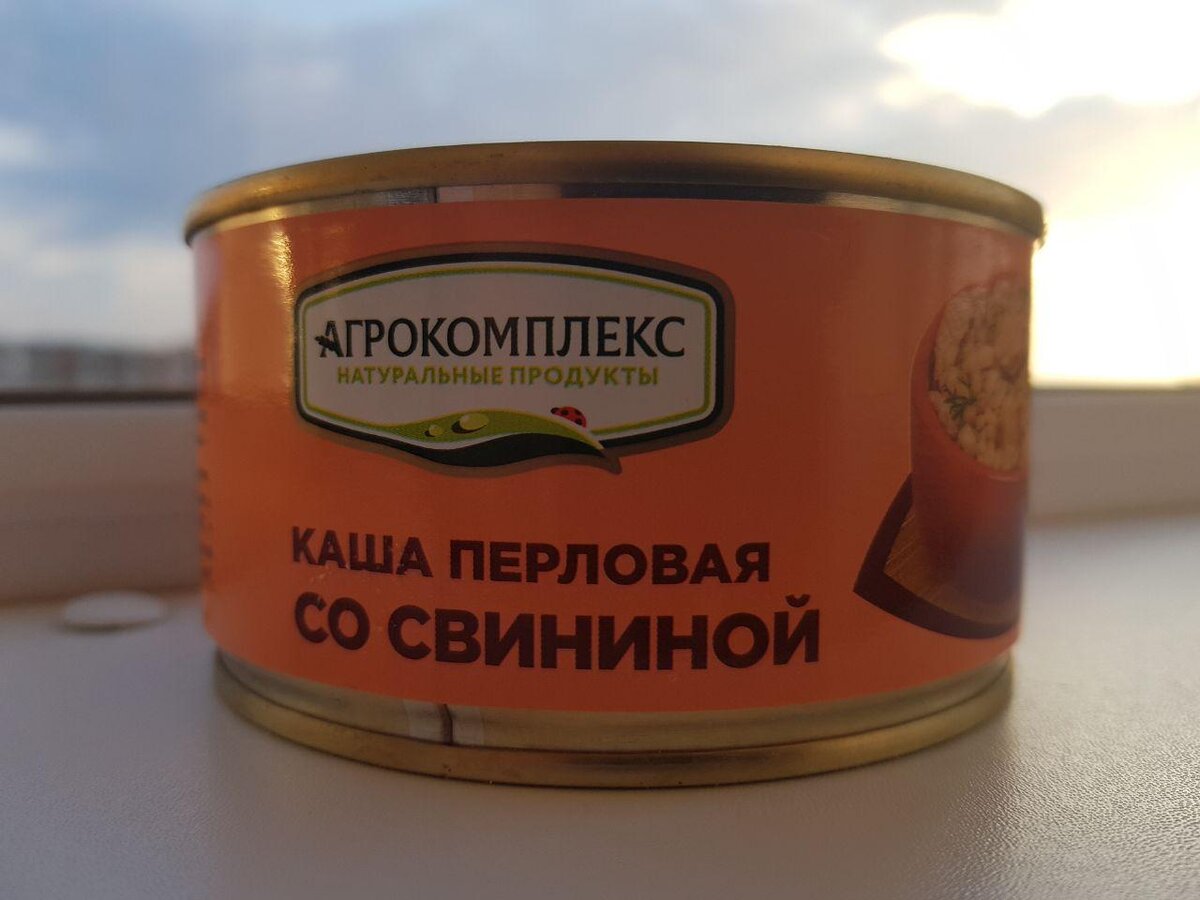 АГРОКОМПЛЕКС
НАТУРАЛЬНЫЕ ПРОДУКТЫ
КАША ПЕРЛОВАЯ
СО СВИНИНОЙ